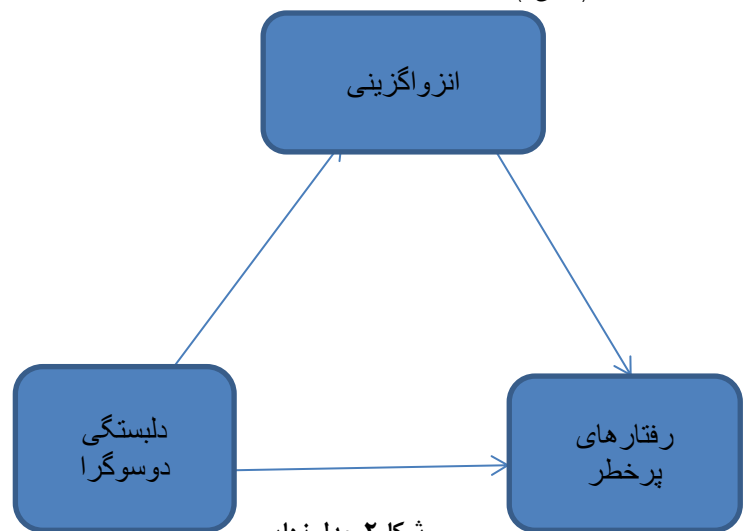 انزواگزینی
دلبستگی
دوسوگرا
رفتارهای
پرخطر